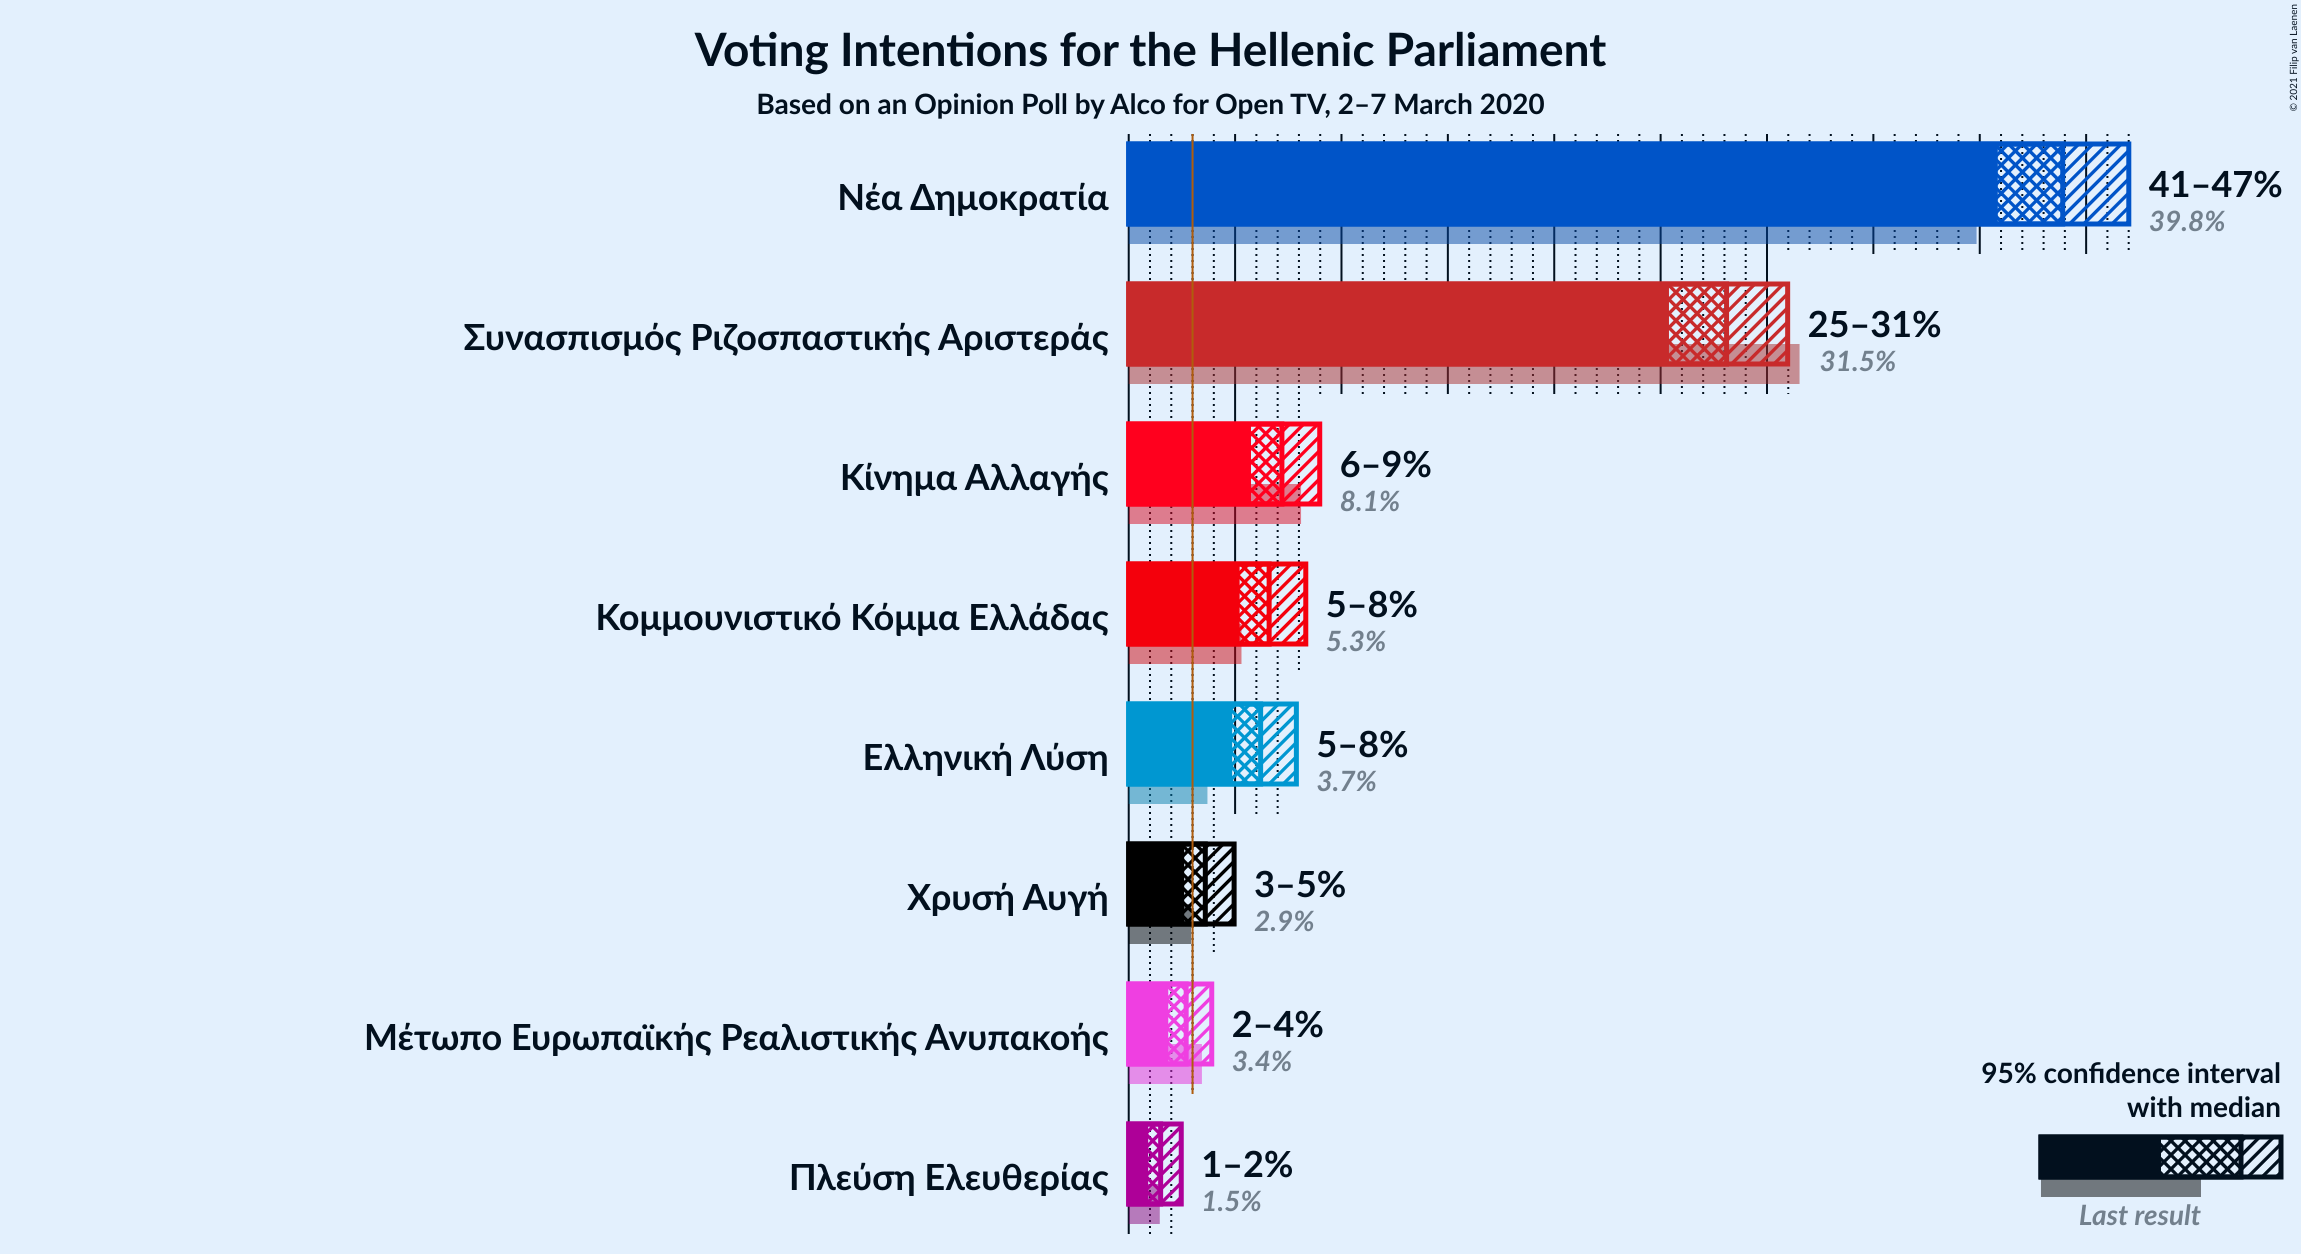 Voting Intentions for the Hellenic Parliament
Based on an Opinion Poll by Alco for Open TV, 2–7 March 2020
© 2021 Filip van Laenen
Νέα Δημοκρατία
41–47%
39.8%
Συνασπισμός Ριζοσπαστικής Αριστεράς
25–31%
31.5%
Κίνημα Αλλαγής
6–9%
8.1%
Κομμουνιστικό Κόμμα Ελλάδας
5–8%
5.3%
Ελληνική Λύση
5–8%
3.7%
Χρυσή Αυγή
3–5%
2.9%
Μέτωπο Ευρωπαϊκής Ρεαλιστικής Ανυπακοής
2–4%
3.4%
Πλεύση Ελευθερίας
1–2%
1.5%
95% confidence interval
with median
Last result